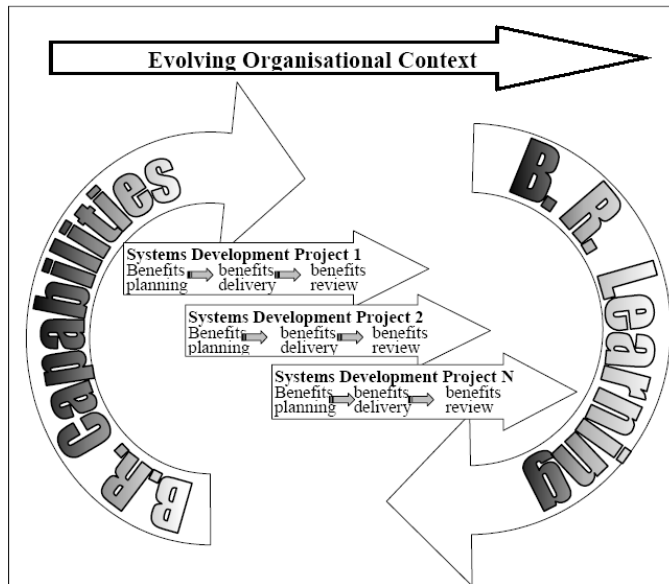 Evolving Organisational Context
B.R. Capabilities
B. R. Learning
Systems Development Project 1
Benefits benefits benefits
planning delivery review
Systems Development Project 2
Benefits benefits benefits
planning delivery review
Systems Development Project N
Benefits benefits benefits
planning delivery review